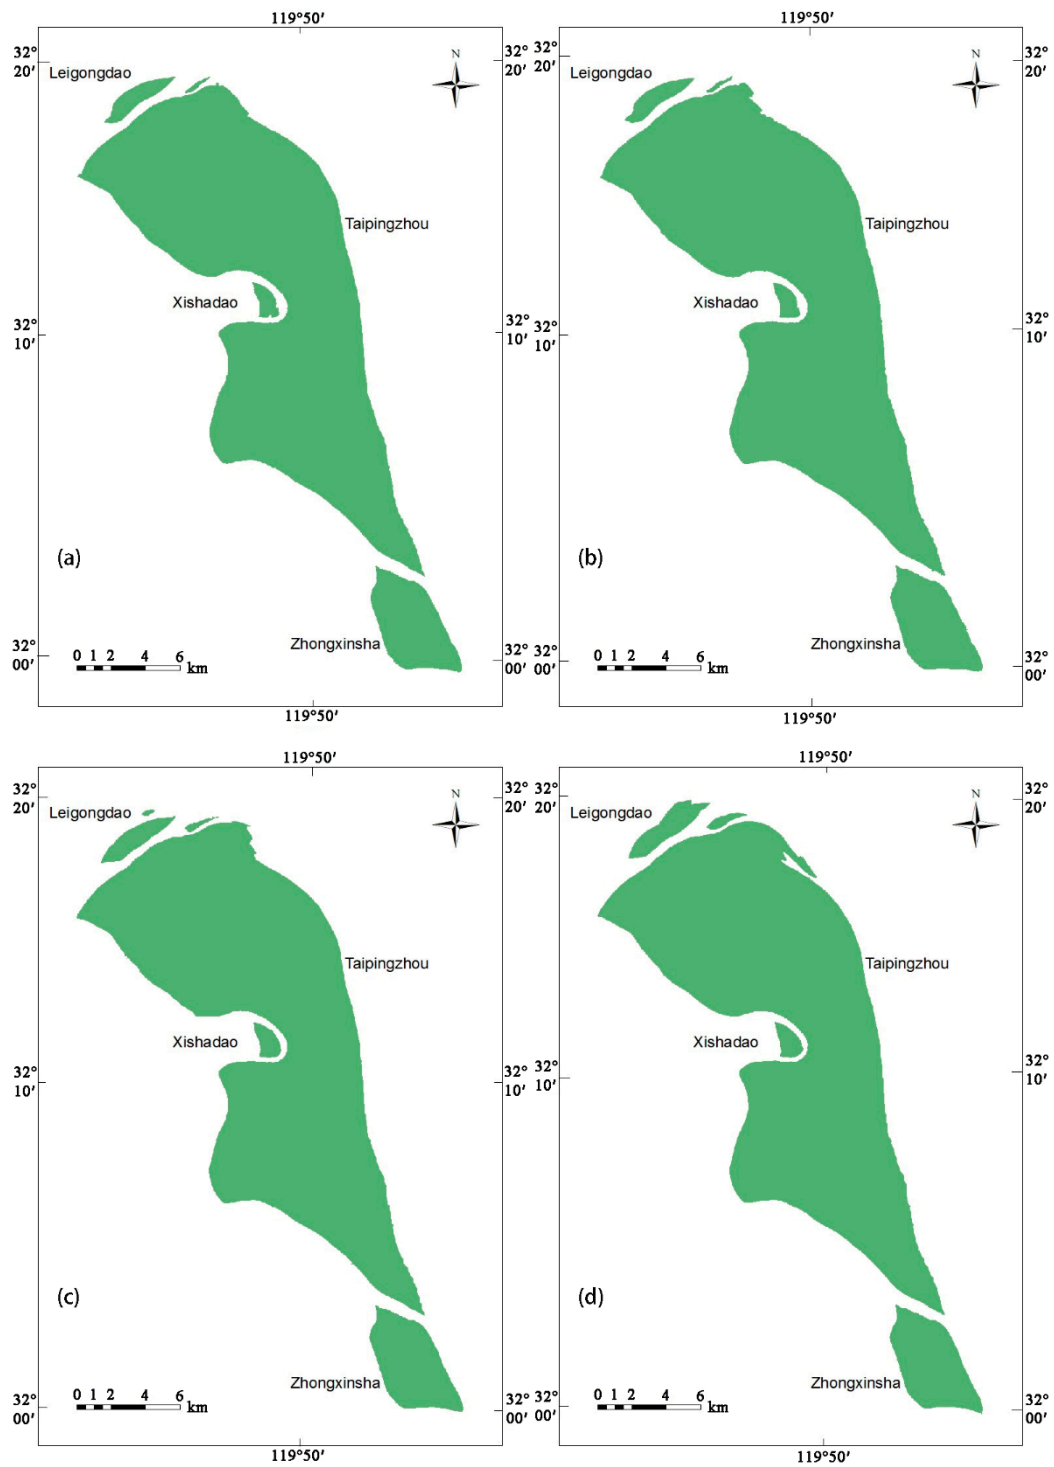 119°50′
119°50′
32°
20′
32°
20′
32°
20′
32°
20′
N
N
Leigongdao
Leigongdao
Taipingzhou
Taipingzhou
Xishadao
Xishadao
32°
10′
32°
10′
32°
10′
32°
10′
(a)
(b)
Zhongxinsha
Zhongxinsha
32°
00′
32°
00′
32°
00′
32°
00′
0 1 2 4 6
km
0 1 2 4 6
km
119°50′
119°50′
119°50′
119°50′
32°
20′
32°
20′
32°
20′
32°
20′
N
N
Leigongdao
Leigongdao
Taipingzhou
Taipingzhou
Xishadao
Xishadao
32°
10′
32°
10′
32°
10′
32°
10′
(c)
(d)
Zhongxinsha
Zhongxinsha
32°
00′
32°
00′
32°
00′
32°
00′
0 1 2 4 6
km
0 1 2 4 6
km
119°50′
119°50′